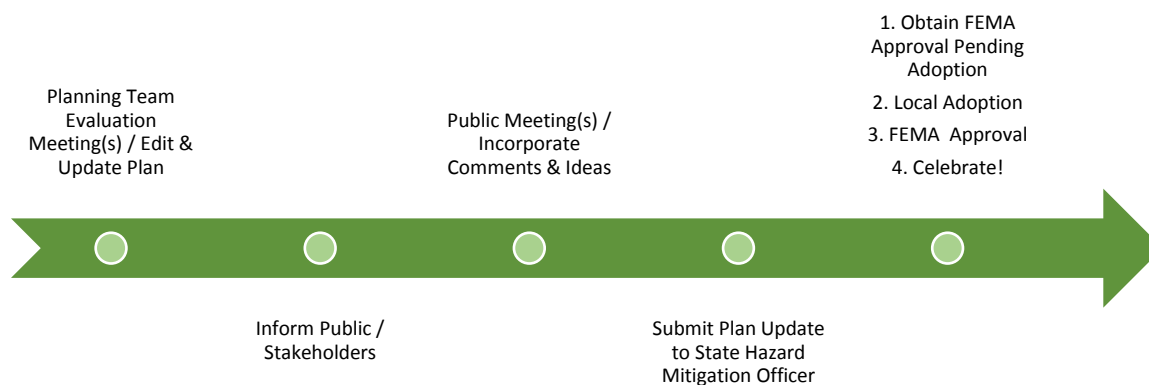 Planning Team
Evaluation
Meeting(s) / Edit &
Update Plan
Inform Public /
Stakeholders
Public Meeting(s) /
Incorporate
Comments & Ideas
Submit Plan Update
to State Hazard
Mitigation Officer
1. Obtain FEMA
Approval Pending
Adoption
2. Local Adoption
3. FEMA Approval
4. Celebrate!